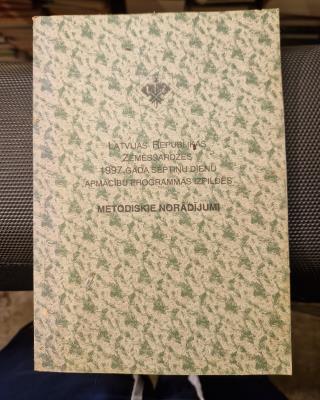 LATVIJAS REPUBLIKAS
ZEMESSARDZES
1997. GADA SEPTIŅU DIENU
APMĀCĪBU PROGRAMMAS IZPILDES
METODISKIE NORĀDĪJUMI